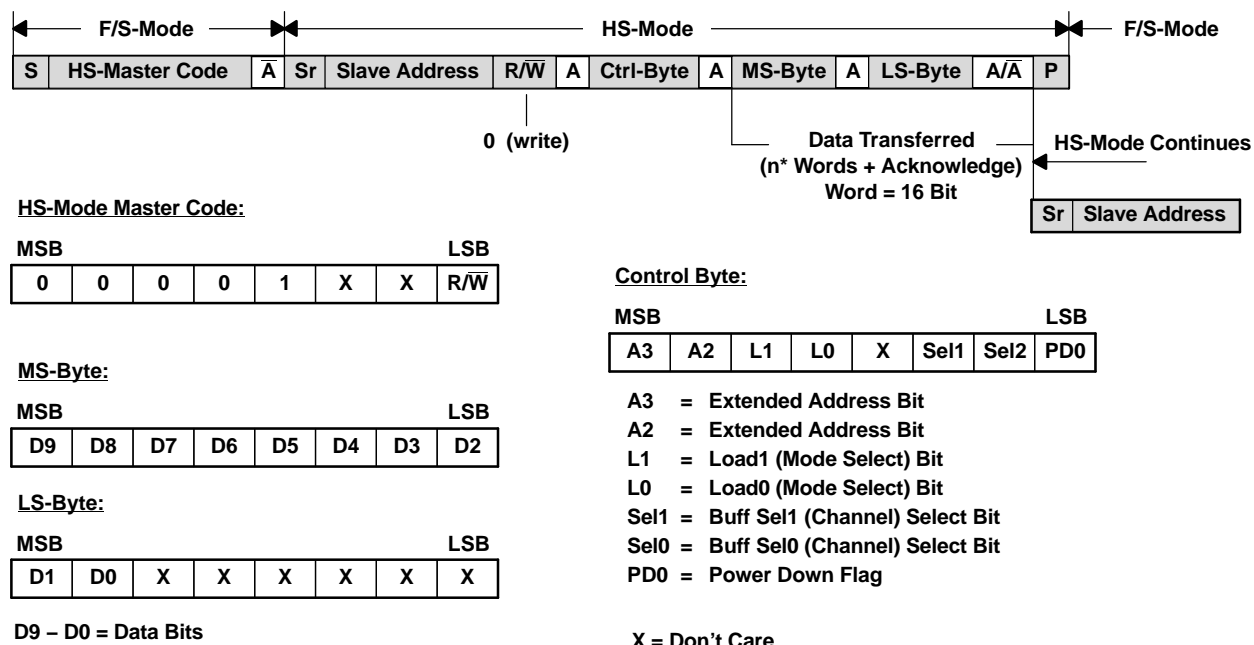 F/S-Mode HS-Mode F/S-Mode
S HS-Master Code A̅ Sr Slave Address R/W̅ A Ctrl-Byte A MS-Byte A LS-Byte A/A̅ P
0 (write)
Data Transferred
(n* Words + Acknowledge)
Word = 16 Bit
HS-Mode Continues
Sr Slave Address
HS-Mode Master Code:
MSB LSB
0 0 0 0 1 X X R/W̅
MS-Byte:
MSB LSB
D9 D8 D7 D6 D5 D4 D3 D2
LS-Byte:
MSB LSB
D1 D0 X X X X X X
D9 – D0 = Data Bits
Control Byte:
MSB LSB
A3 A2 L1 L0 X Sel1 Sel2 PD0
A3 = Extended Address Bit
A2 = Extended Address Bit
L1 = Load1 (Mode Select) Bit
L0 = Load0 (Mode Select) Bit
Sel1 = Buff Sel1 (Channel) Select Bit
Sel0 = Buff Sel0 (Channel) Select Bit
PD0 = Power Down Flag
X = Don't Care